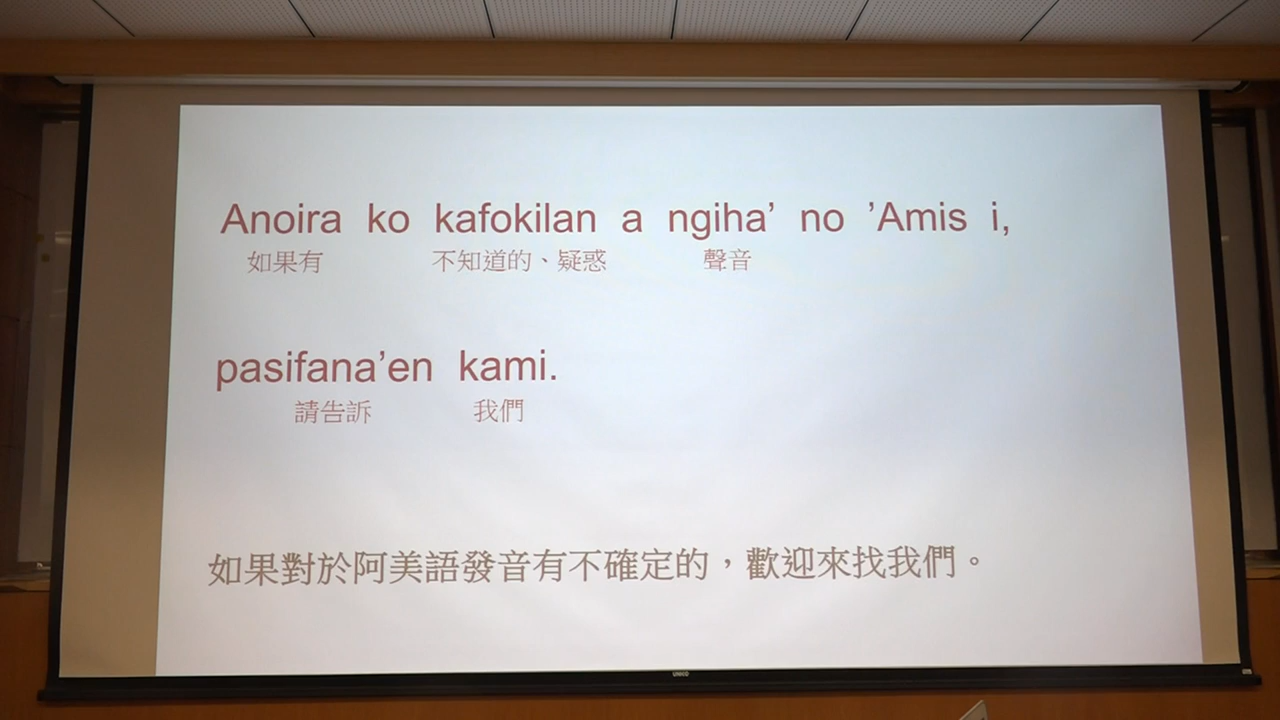 Anoira ko kafokilan a ngiha’ no ’Amis i,
如果有 不知道的、疑惑 聲音
pasifana’en kami.
請告訴 我們
如果對於阿美語發音有不確定的，歡迎來找我們。